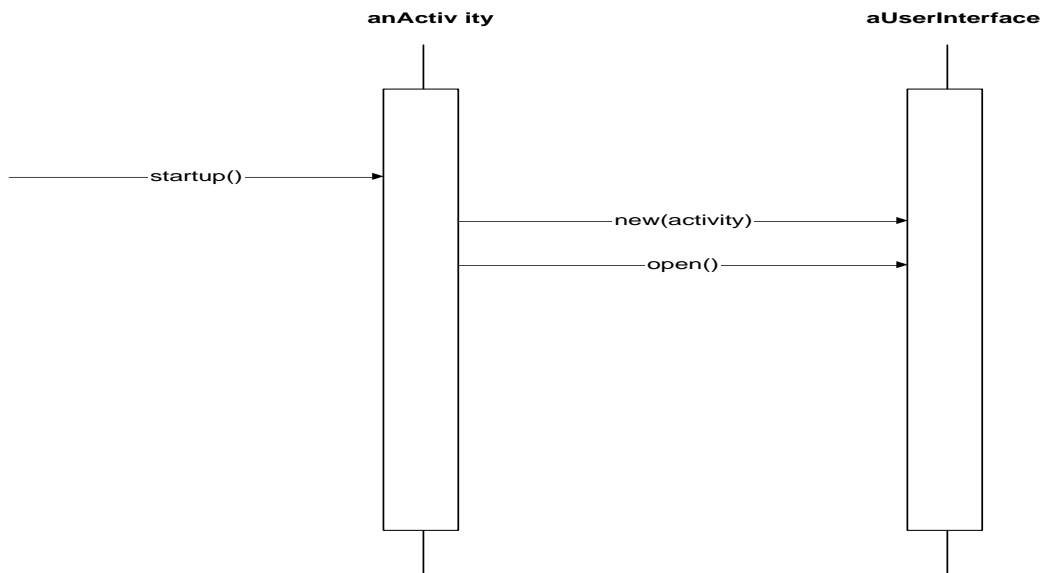 anActiv ity
aUserInterface
startup()
new(activity)
open()